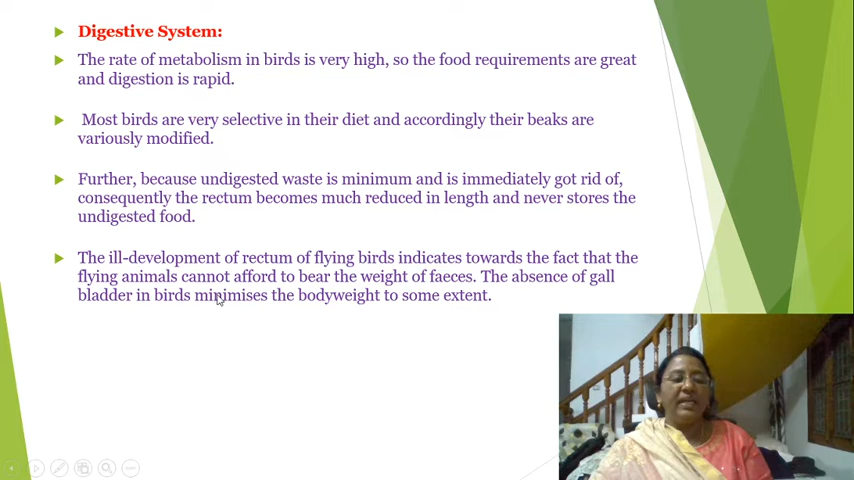 Digestive System:
The rate of metabolism in birds is very high, so the food requirements are great
and digestion is rapid.
Most birds are very selective in their diet and accordingly their beaks are
variously modified.
Further, because undigested waste is minimum and is immediately got rid of,
consequently the rectum becomes much reduced in length and never stores the
undigested food.
The ill-development of rectum of flying birds indicates towards the fact that the
flying animals cannot afford to bear the weight of faeces. The absence of gall
bladder in birds minimises the bodyweight to some extent.